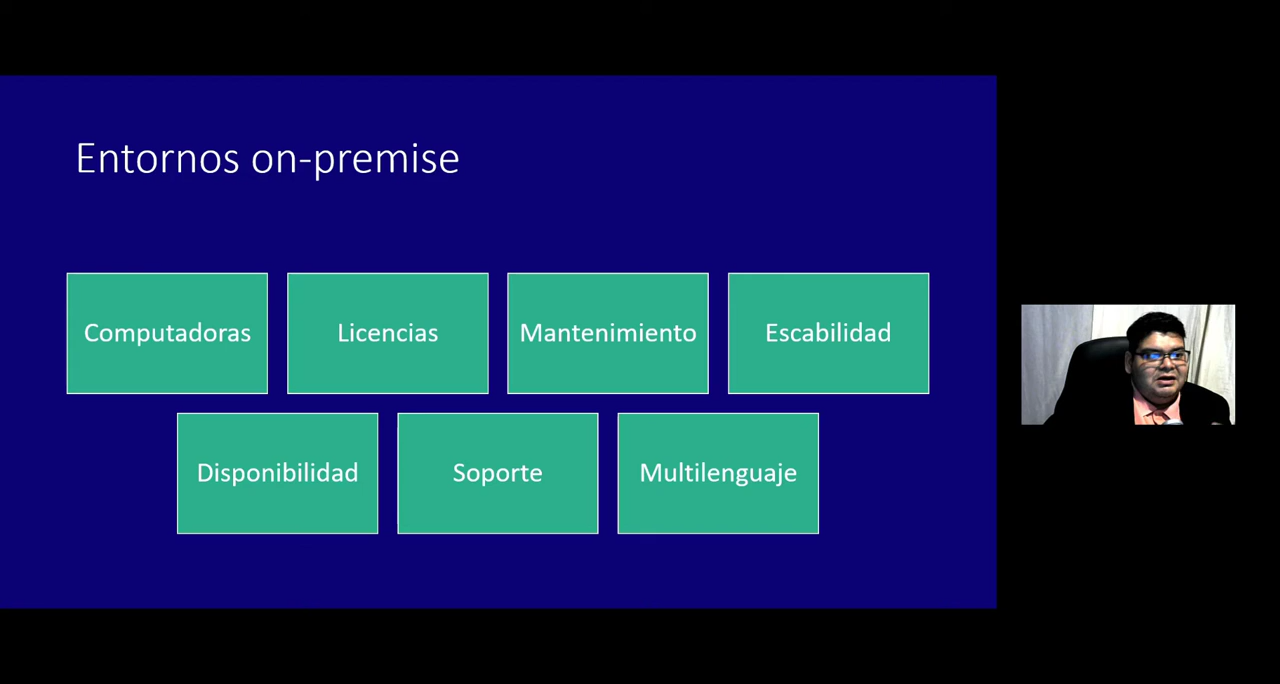 Entornos on-premise
Computadoras
Licencias
Mantenimiento
Escabilidad
Disponibilidad
Soporte
Multilenguaje